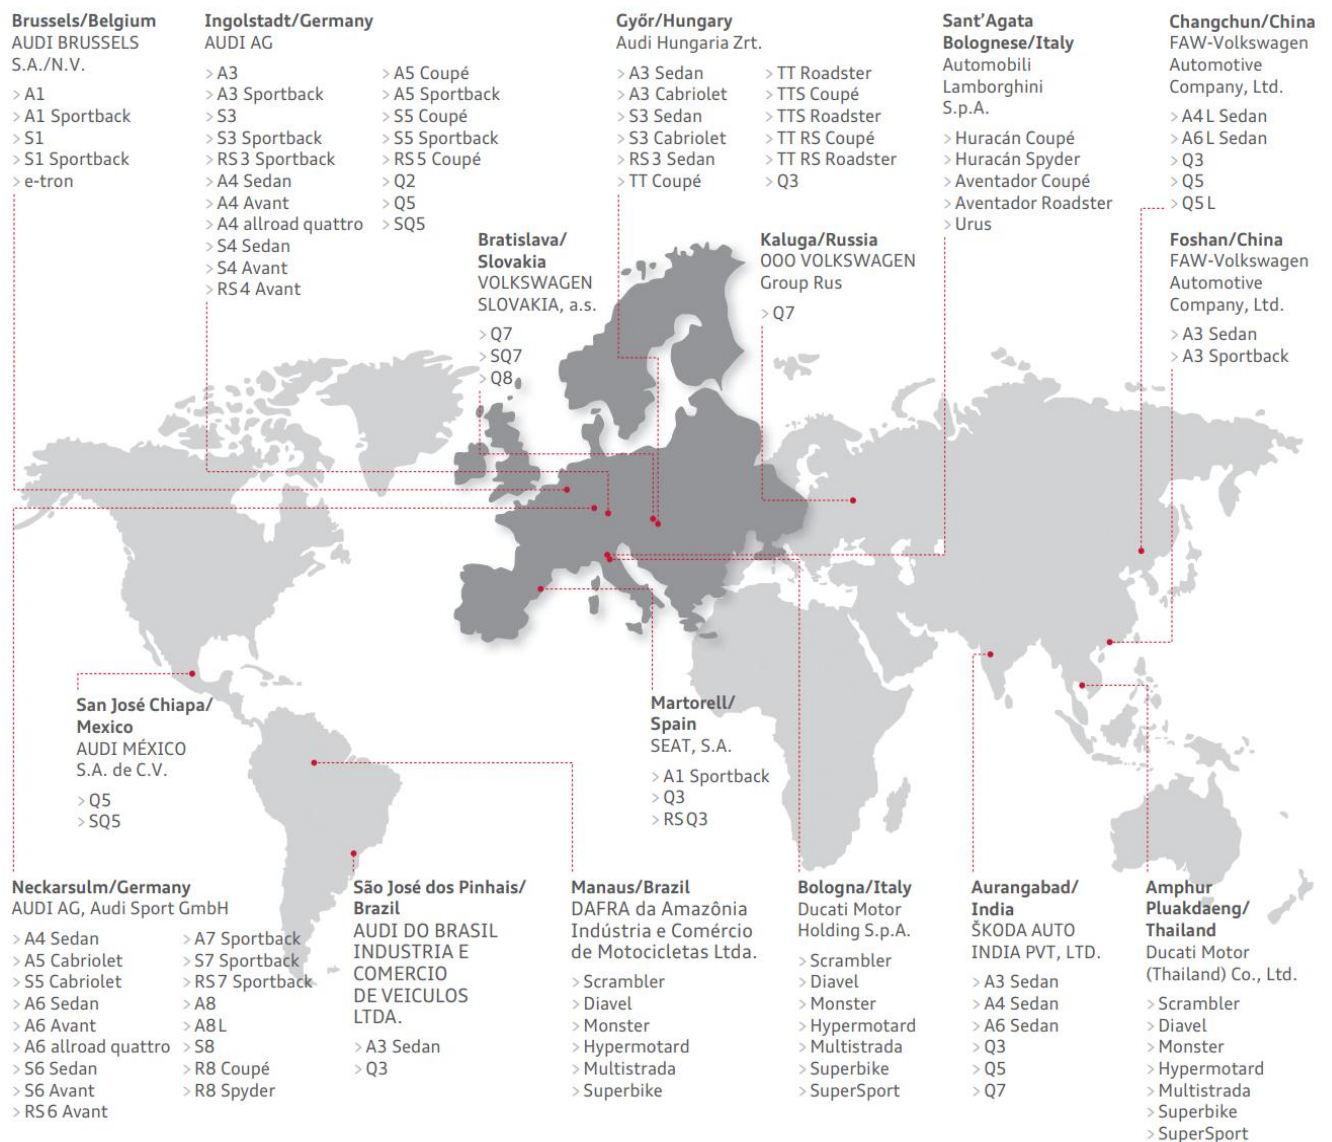 Brussels/Belgium
AUDI BRUSSELS
S.A./N.V.
> A1
> A1 Sportback
> S1
> S1 Sportback
> e-tron
Ingolstadt/Germany
AUDI AG
> A3
> A3 Sportback
> S3
> S3 Sportback
> RS 3 Sportback
> A4 Sedan
> A4 Avant
> A4 allroad quattro
> S4 Sedan
> S4 Avant
> RS 4 Avant
> A5 Coupé
> A5 Sportback
> S5 Coupé
> S5 Sportback
> RS 5 Coupé
> Q2
> Q5
> SQ5
Győr/Hungary
Audi Hungaria Zrt.
> A3 Sedan
> A3 Cabriolet
> S3 Sedan
> S3 Cabriolet
> RS 3 Sedan
> TT Coupé
> TT Roadster
> TTS Coupé
> TTS Roadster
> TT RS Coupé
> TT RS Roadster
> Q3
Sant’Agata
Bolognese/Italy
Automobili
Lamborghini
S.p.A.
> Huracán Coupé
> Huracán Spyder
> Aventador Coupé
> Aventador Roadster
> Urus
Changchun/China
FAW-Volkswagen
Automotive
Company, Ltd.
> A4 L Sedan
> A6 L Sedan
> Q3
> Q5
> Q5 L
Bratislava/
Slovakia
VOLKSWAGEN
SLOVAKIA, a.s.
> Q7
> SQ7
> Q8
Kaluga/Russia
OOO VOLKSWAGEN
Group Rus
> Q7
Foshan/China
FAW-Volkswagen
Automotive
Company, Ltd.
> A3 Sedan
> A3 Sportback
San José Chiapa/
Mexico
AUDI MÉXICO
S.A. de C.V.
> Q5
> SQ5
Martorell/
Spain
SEAT, S.A.
> A1 Sportback
> Q3
> RS Q3
Neckarsulm/Germany
AUDI AG, Audi Sport GmbH
> A4 Sedan
> A5 Cabriolet
> S5 Cabriolet
> A6 Sedan
> A6 Avant
> A6 allroad quattro
> S6 Sedan
> S6 Avant
> RS 6 Avant
> A7 Sportback
> S7 Sportback
> RS 7 Sportback
> A8
> A8 L
> S8
> R8 Coupé
> R8 Spyder
São José dos Pinhais/
Brazil
AUDI DO BRASIL
INDUSTRIA E
COMERCIO
DE VEICULOS
LTDA.
> A3 Sedan
> Q3
Manaus/Brazil
DAFRA da Amazônia
Indústria e Comércio
de Motocicletas Ltda.
> Scrambler
> Diavel
> Monster
> Hypermotard
> Multistrada
> Superbike
Bologna/Italy
Ducati Motor
Holding S.p.A.
> Scrambler
> Diavel
> Monster
> Hypermotard
> Multistrada
> Superbike
> SuperSport
Aurangabad/
India
ŠKODA AUTO
INDIA PVT, LTD.
> A3 Sedan
> A4 Sedan
> A6 Sedan
> Q3
> Q5
> Q7
Amphur
Pluakdaeng/
Thailand
Ducati Motor
(Thailand) Co., Ltd.
> Scrambler
> Diavel
> Monster
> Hypermotard
> Multistrada
> Superbike
> SuperSport